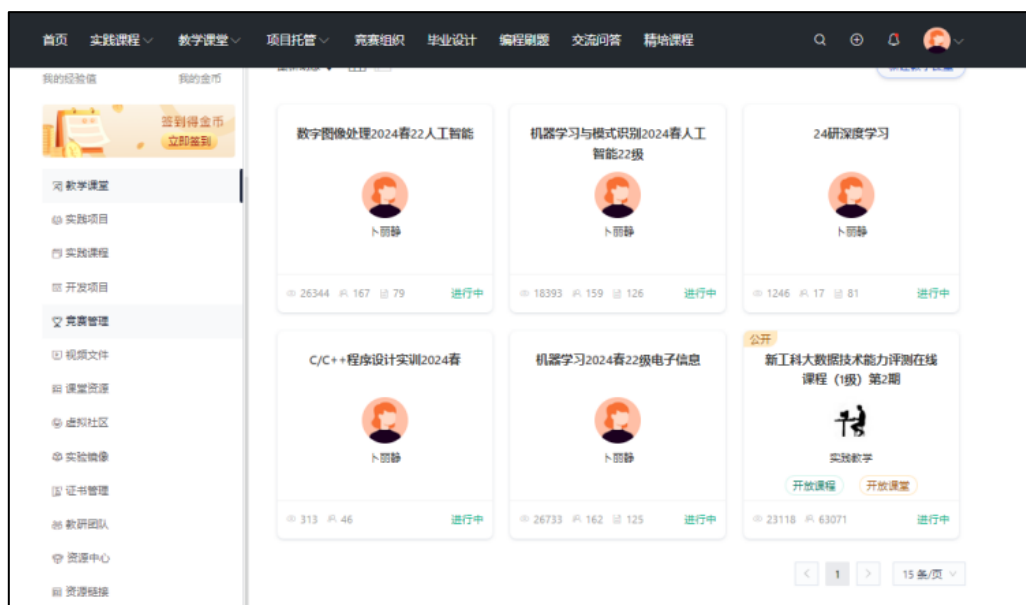 首页 实践课程 教学课堂 项目托管 竞赛组织 毕业设计 编程刷题 交流问答 精培课程
我的经验值 我的金币
签到得金币
立即签到
教学课堂
实践项目
实践课程
开发项目
竞赛管理
视频文件
课堂资源
虚拟社区
实验镜像
证书管理
教研团队
资源中心
资源链接
数字图像处理2024春22人工智能
卜丽静
26344 167 79 进行中
机器学习与模式识别2024春人工
智能22级
卜丽静
18393 159 126 进行中
24研深度学习
卜丽静
1246 17 81 进行中
C/C++程序设计实训2024春
卜丽静
313 46 进行中
机器学习2024春22级电子信息
卜丽静
26733 162 125 进行中
公开
新工科大数据技术能力评测在线
课程（1级）第2期
实践教学
开放课程 开放课堂
23118 63071 进行中
1 15 条/页